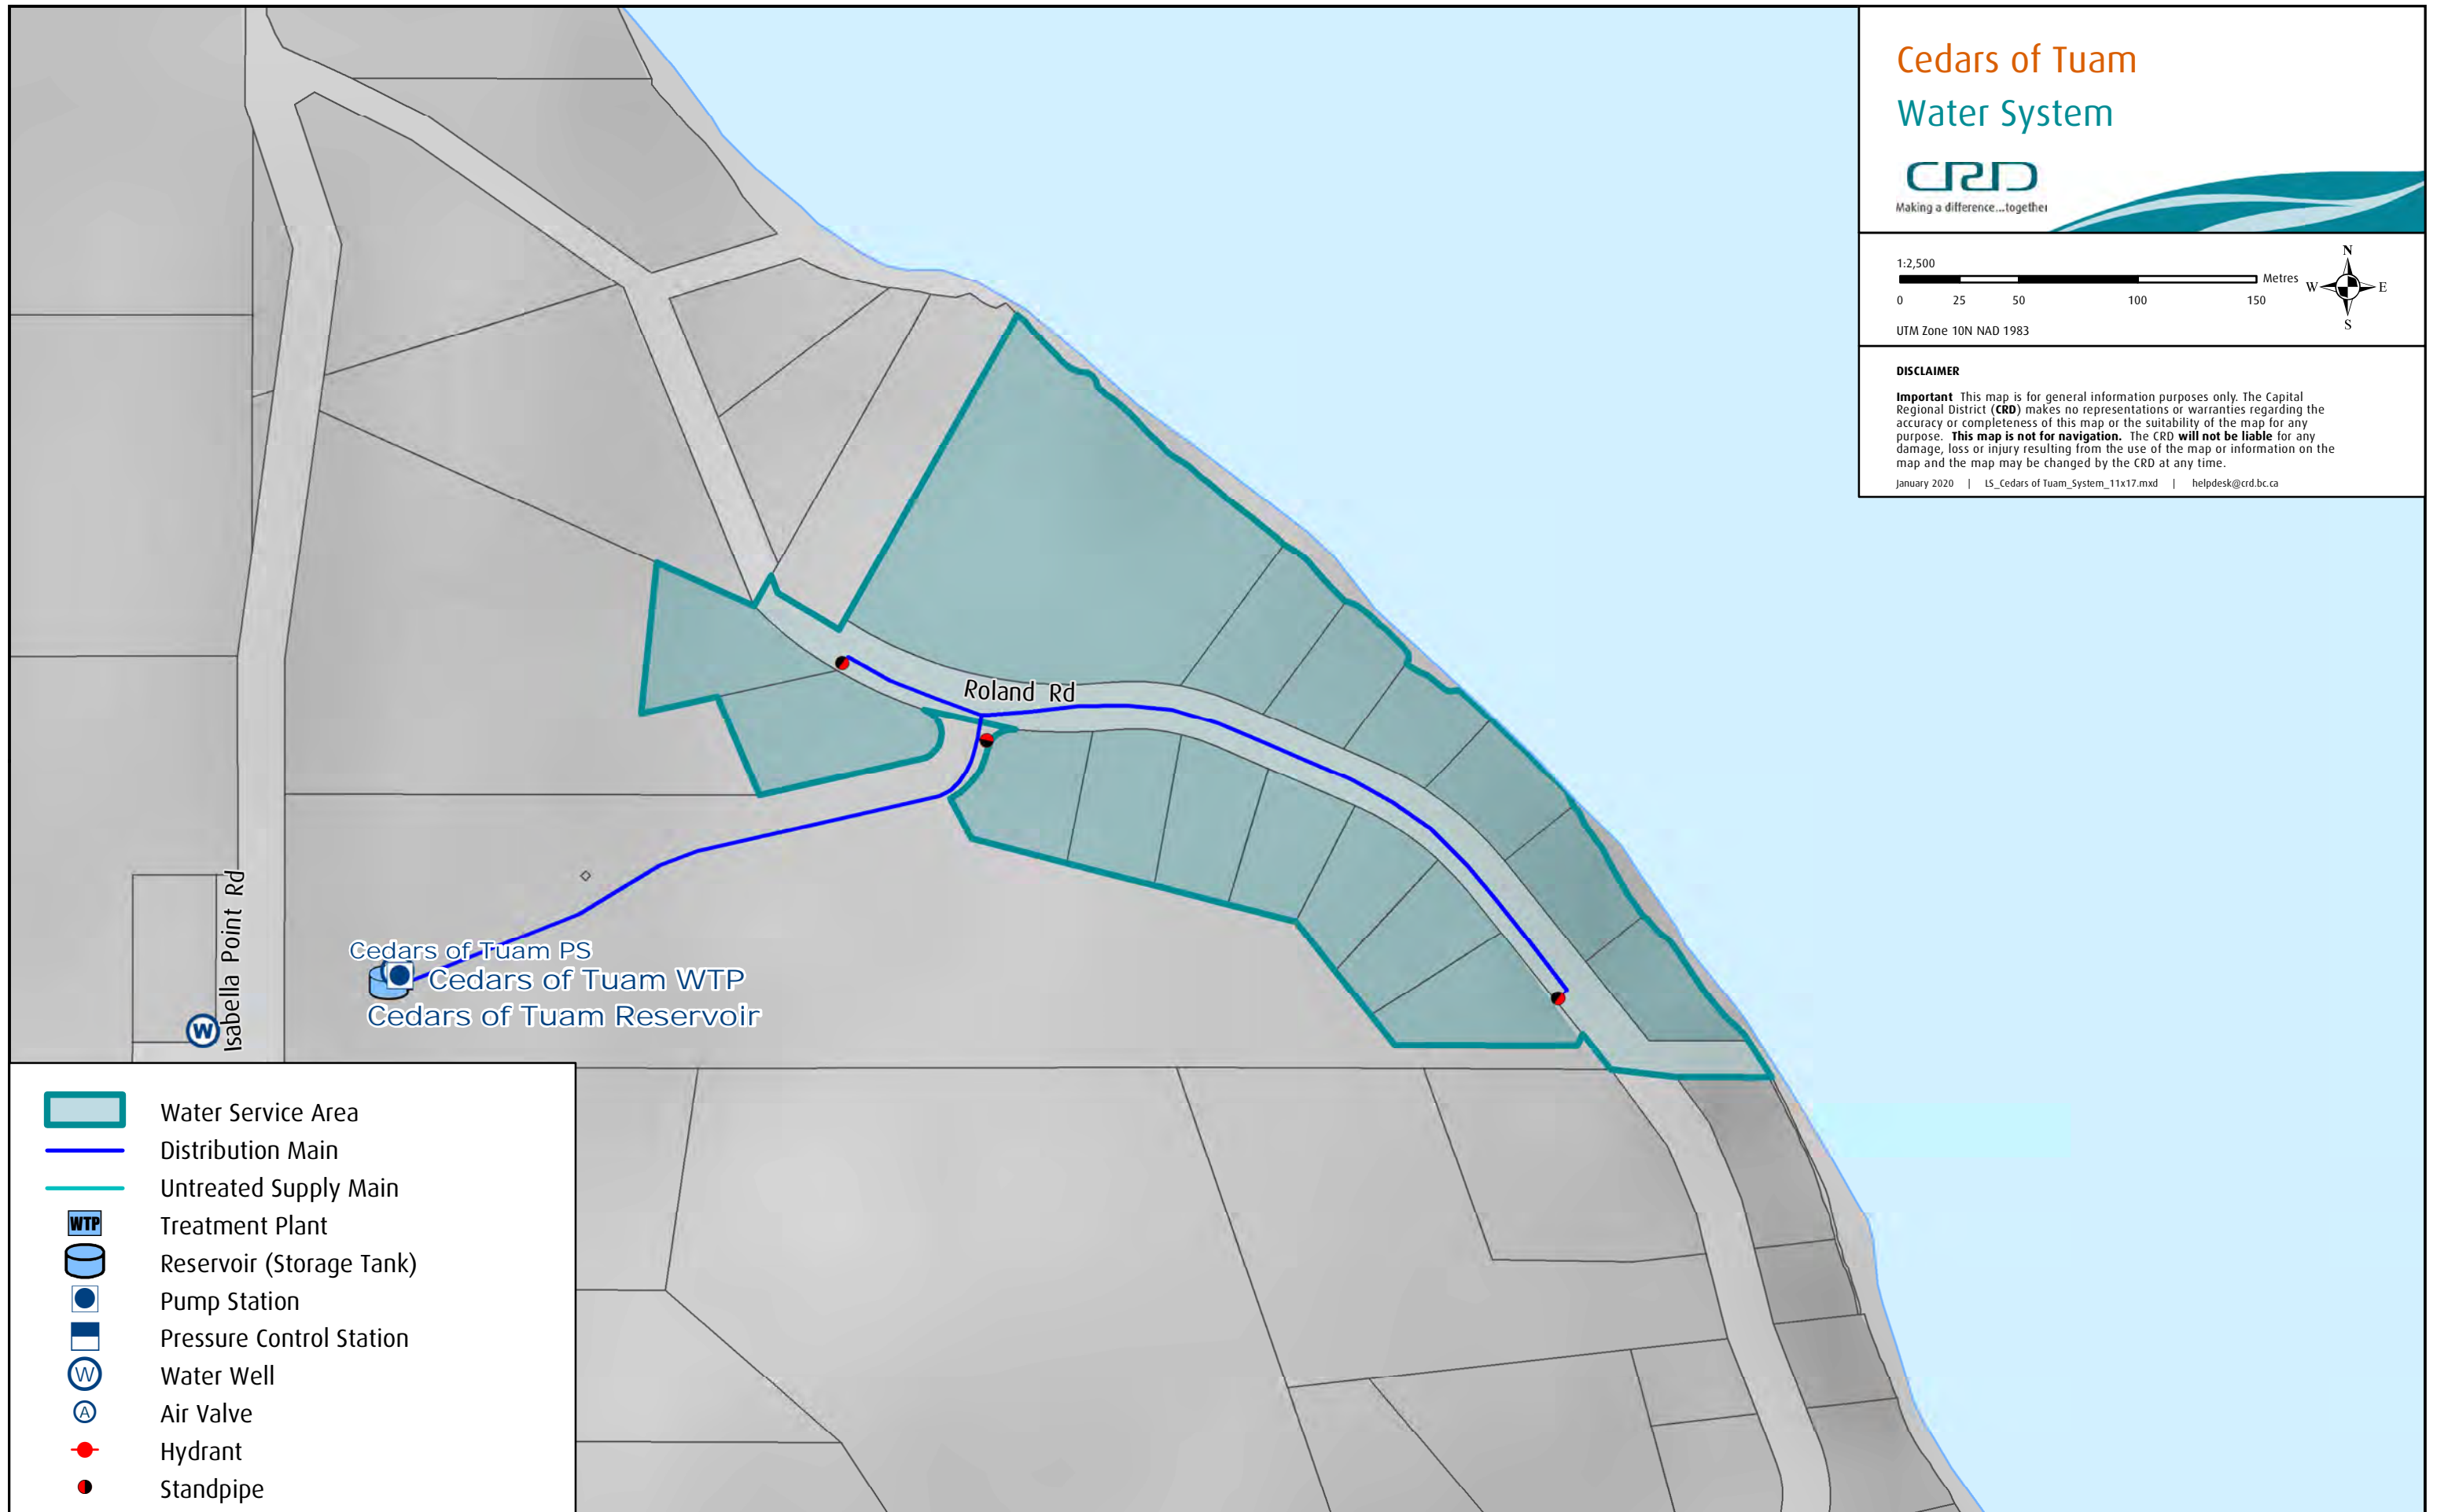 Cedars of Tuam
Water System
CRD
Making a difference...together
1:2,500
Metres
0 25 50 100 150
N
W E
S
UTM Zone 10N NAD 1983
DISCLAIMER
Important This map is for general information purposes only. The Capital
Regional District (CRD) makes no representations or warranties regarding the
accuracy or completeness of this map or the suitability of the map for any
purpose. This map is not for navigation. The CRD will not be liable for any
damage, loss or injury resulting from the use of the map or information on the
map and the map may be changed by the CRD at any time.
January 2020 | LS_Cedars of Tuam_System_11x17.mxd | helpdesk@crd.bc.ca
Roland Rd
Isabella Point Rd
Cedars of Tuam PS
Cedars of Tuam WTP
Cedars of Tuam Reservoir
W
Water Service Area
Distribution Main
Untreated Supply Main
WTP Treatment Plant
Reservoir (Storage Tank)
Pump Station
Pressure Control Station
W Water Well
A Air Valve
Hydrant
Standpipe